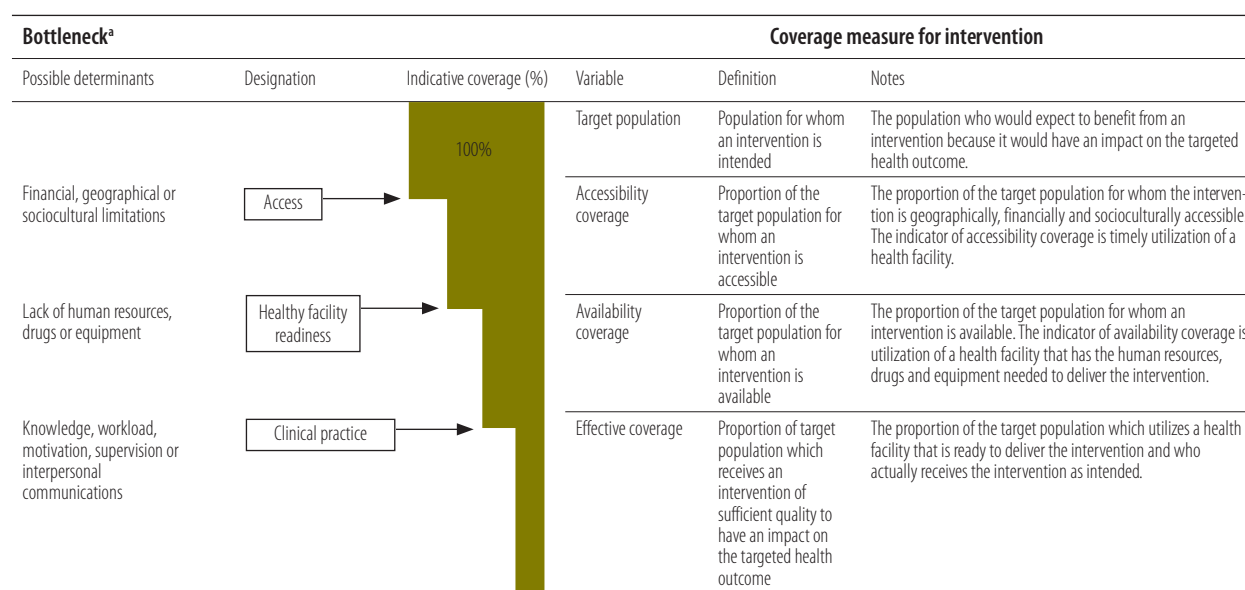 Bottleneckᵃ
Coverage measure for intervention
Possible determinants
Designation
Indicative coverage (%)
Variable
Definition
Notes
100%
Target population
Population for whom
an intervention is
intended
The population who would expect to benefit from an
intervention because it would have an impact on the targeted
health outcome.
Financial, geographical or
sociocultural limitations
Access
Accessibility
coverage
Proportion of the
target population for
whom an
intervention is
accessible
The proportion of the target population for whom the interven-
tion is geographically, financially and socioculturally accessible
The indicator of accessibility coverage is timely utilization of a
health facility.
Lack of human resources,
drugs or equipment
Healthy facility
readiness
Availability
coverage
Proportion of the
target population for
whom an
intervention is
available
The proportion of the target population for whom an
intervention is available. The indicator of availability coverage is
utilization of a health facility that has the human resources,
drugs and equipment needed to deliver the intervention.
Knowledge, workload,
motivation, supervision or
interpersonal
communications
Clinical practice
Effective coverage
Proportion of target
population which
receives an
intervention of
sufficient quality to
have an impact on
the targeted health
outcome
The proportion of the target population which utilizes a health
facility that is ready to deliver the intervention and who
actually receives the intervention as intended.